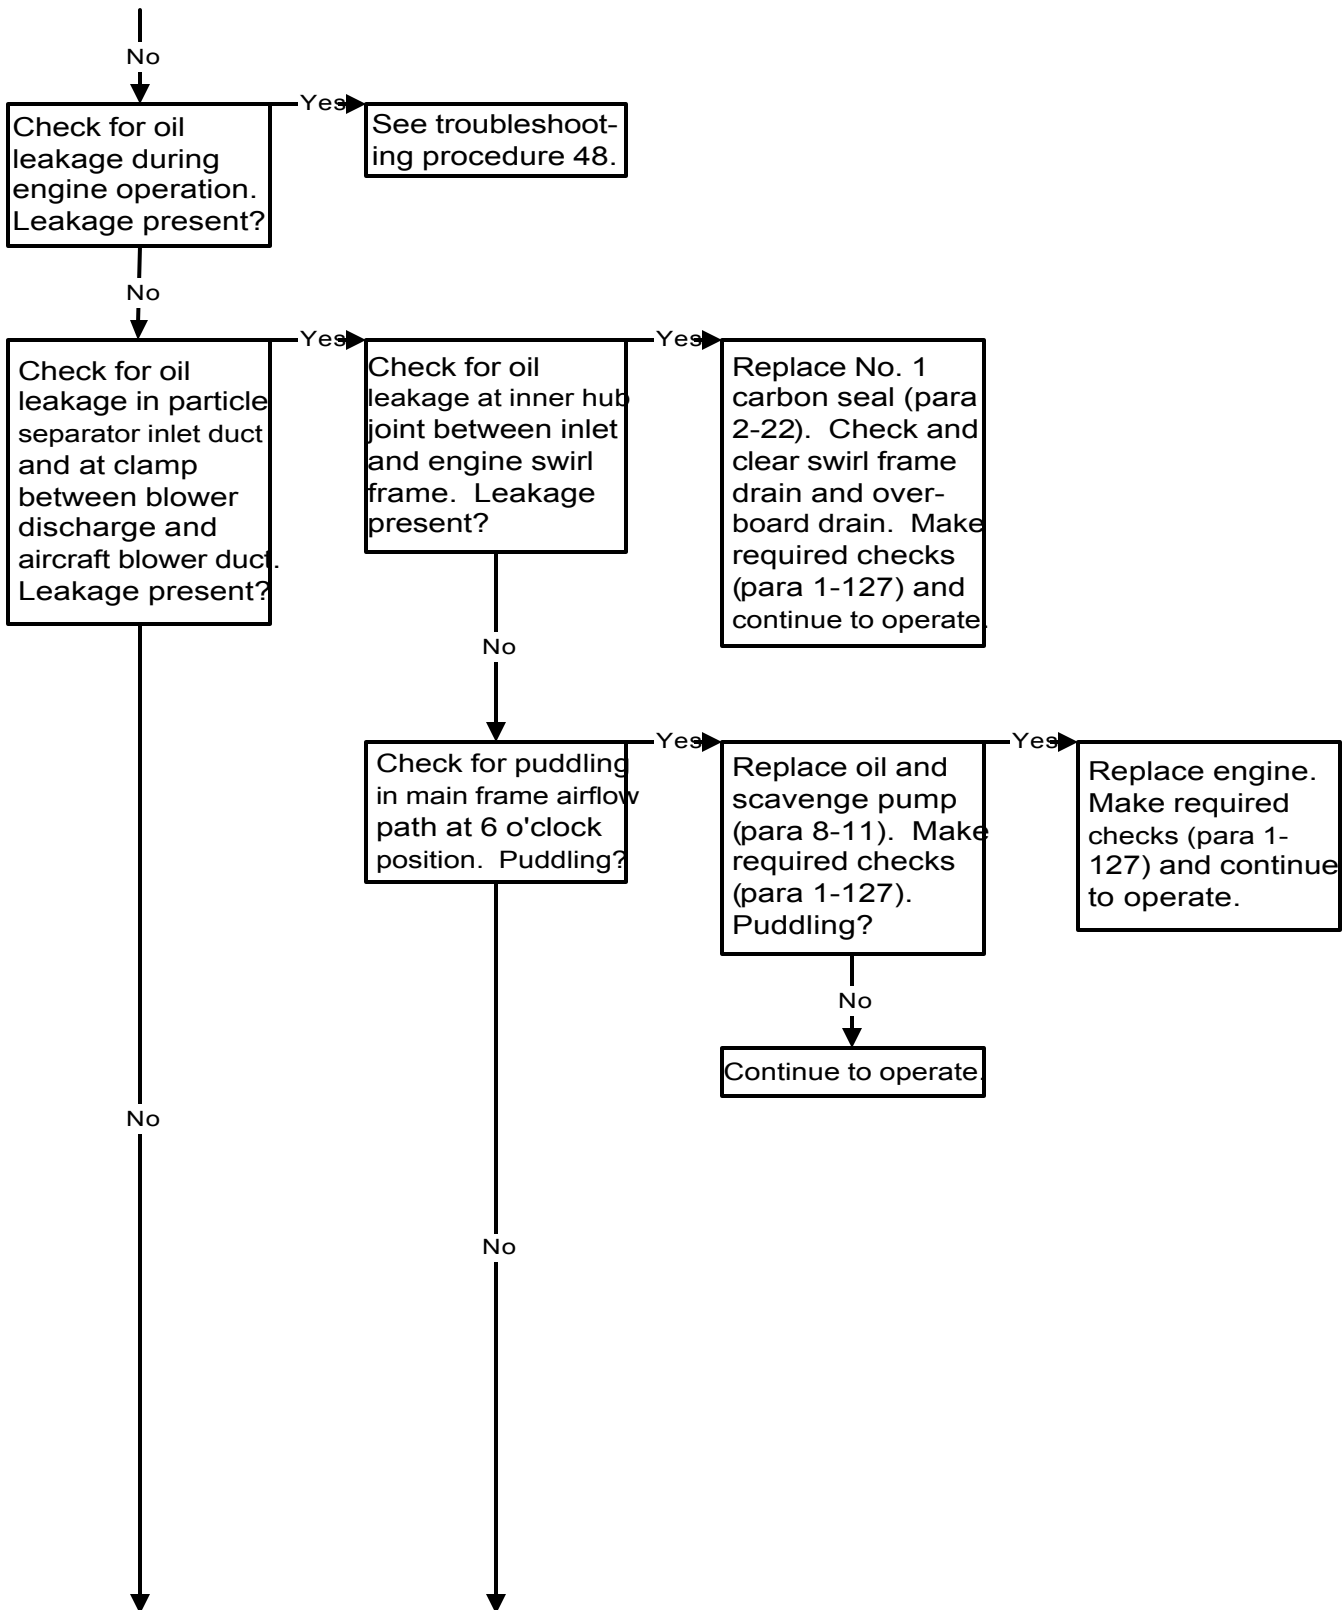 No
Check for oil
leakage during
engine operation.
Leakage present?
Yes
See troubleshoot-
ing procedure 48.
No
Check for oil
leakage in particle
separator inlet duct
and at clamp
between blower
discharge and
aircraft blower duct.
Leakage present?
Yes
Check for oil
leakage at inner hub
joint between inlet
and engine swirl
frame.  Leakage
present?
Yes
Replace No. 1
carbon seal (para
2-22).  Check and
clear swirl frame
drain and over-
board drain.  Make
required checks
(para 1-127) and
continue to operate.
No
Check for puddling
in main frame airflow
path at 6 o'clock
position.  Puddling?
Yes
Replace oil and
scavenge pump
(para 8-11).  Make
required checks
(para 1-127).
Puddling?
Yes
Replace engine.
Make required
checks (para 1-
127) and continue
to operate.
No
Continue to operate.
No
No